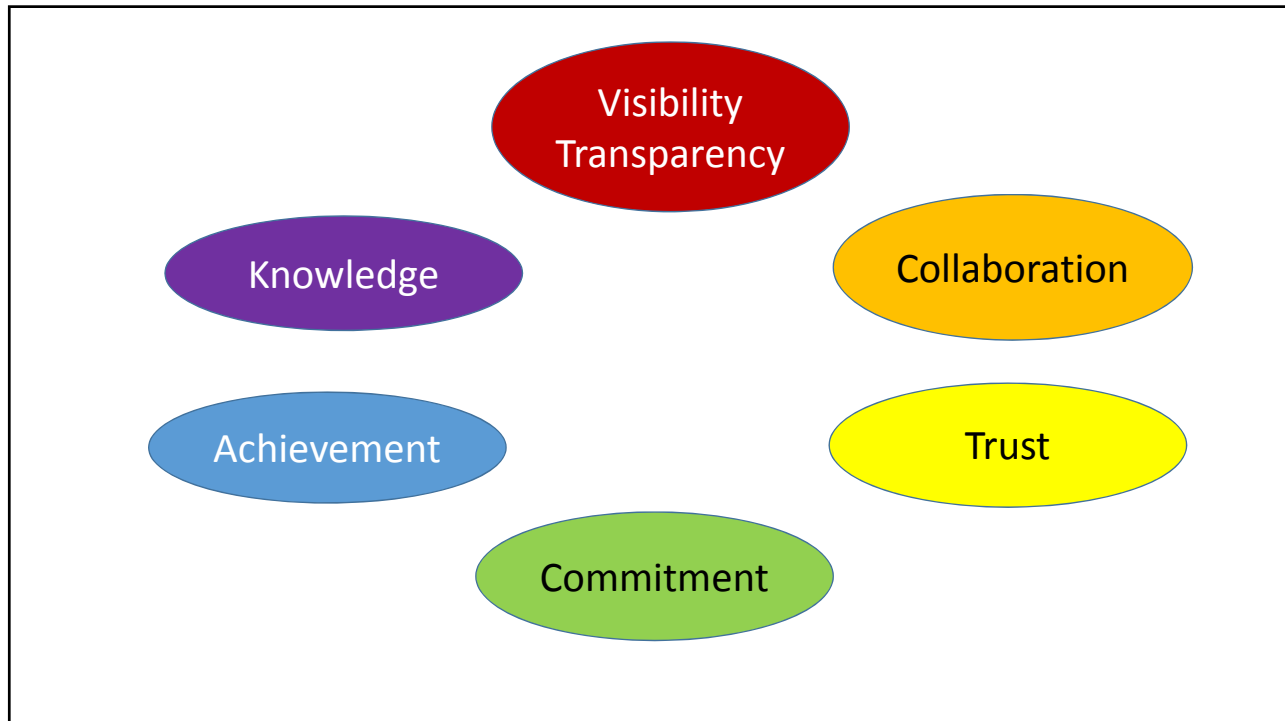 Visibility
Transparency
Knowledge
Collaboration
Achievement
Trust
Commitment